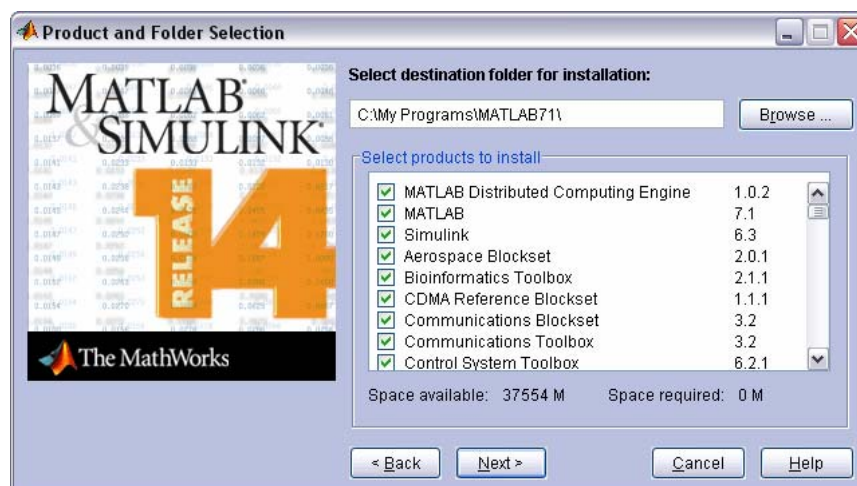 Product and Folder Selection
MATLAB®
& SIMULINK®
RELEASE 14
The MathWorks
Select destination folder for installation:
C:\My Programs\MATLAB71\
Browse ...
Select products to install
MATLAB Distributed Computing Engine 1.0.2
MATLAB 7.1
Simulink 6.3
Aerospace Blockset 2.0.1
Bioinformatics Toolbox 2.1.1
CDMA Reference Blockset 1.1.1
Communications Blockset 3.2
Communications Toolbox 3.2
Control System Toolbox 6.2.1
Space available: 37554 M Space required: 0 M
< Back Next > Cancel Help